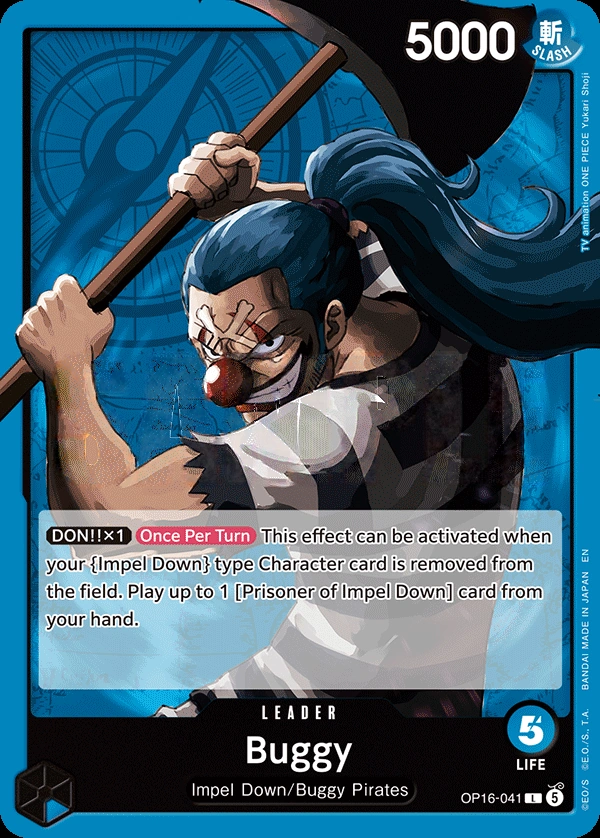 5000
斬
SLASH
TV animation ONE PIECE Yukari Shoji
DON!!×1 Once Per Turn This effect can be activated when
your {Impel Down} type Character card is removed from
the field. Play up to 1 [Prisoner of Impel Down] card from
your hand.
LEADER
Buggy
Impel Down/Buggy Pirates
5
LIFE
OP16-041 L 5
©EO/S ©E.O./S., T.A. BANDAI MADE IN JAPAN EN